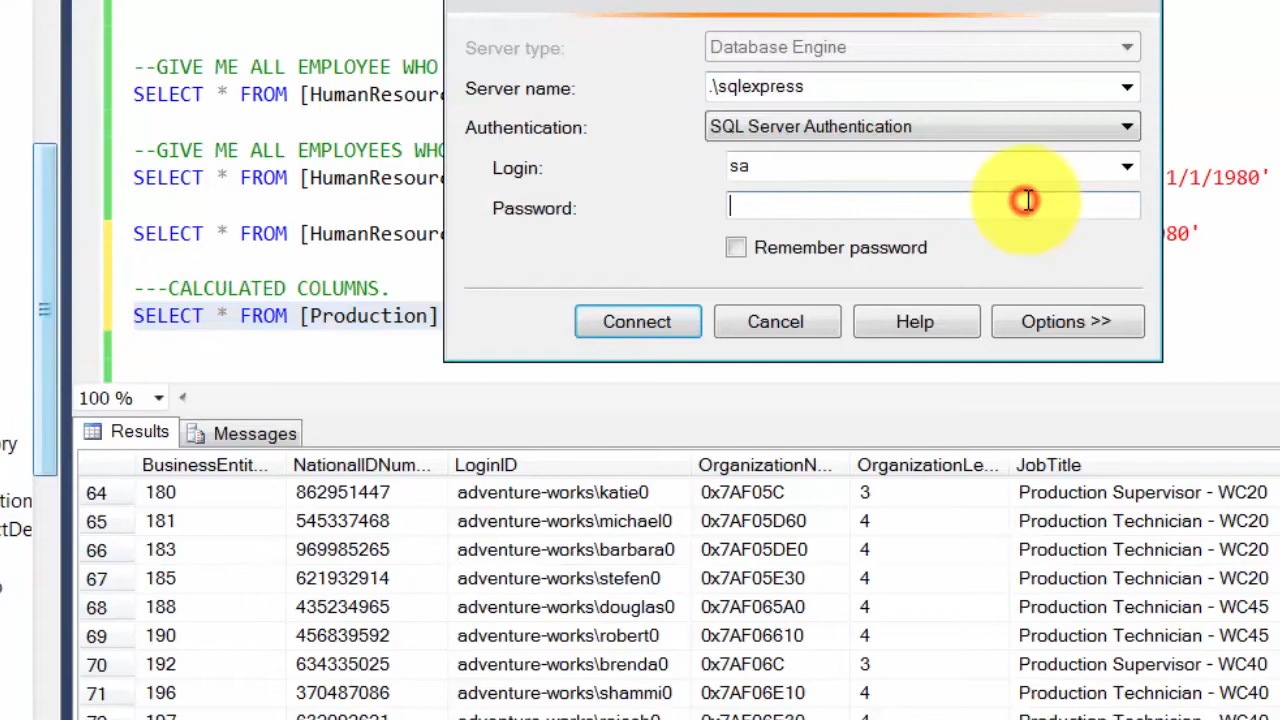 --GIVE ME ALL EMPLOYEE WHO
SELECT * FROM [HumanResour
--GIVE ME ALL EMPLOYEES WHO
SELECT * FROM [HumanResour
1/1/1980'
SELECT * FROM [HumanResour
80'
---CALCULATED COLUMNS.
SELECT * FROM [Production]
Server type:
Database Engine
Server name:
.\sqlexpress
Authentication:
SQL Server Authentication
Login:
sa
Password:
Remember password
Connect Cancel Help Options >>
100 %
Results Messages
BusinessEntit... NationalIDNum... LoginID OrganizationN... OrganizationLe... JobTitle
64 180 862951447 adventure-works\katie0 0x7AF05C 3 Production Supervisor - WC20
65 181 545337468 adventure-works\michael0 0x7AF05D60 4 Production Technician - WC20
66 183 969985265 adventure-works\barbara0 0x7AF05DE0 4 Production Technician - WC20
67 185 621932914 adventure-works\stefen0 0x7AF05E30 4 Production Technician - WC20
68 188 435234965 adventure-works\douglas0 0x7AF065A0 4 Production Technician - WC45
69 190 456839592 adventure-works\robert0 0x7AF06610 4 Production Technician - WC45
70 192 634335025 adventure-works\brenda0 0x7AF06C 3 Production Supervisor - WC40
71 196 370487086 adventure-works\shammi0 0x7AF06E10 4 Production Technician - WC40
ry
tion
tDe